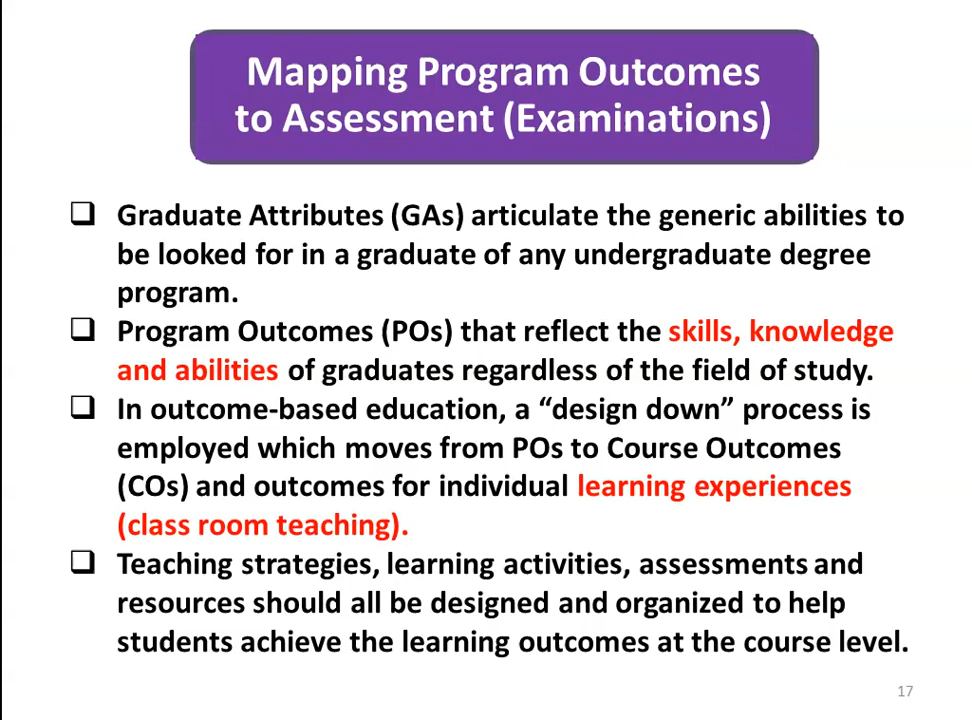 Mapping Program Outcomes
to Assessment (Examinations)
Graduate Attributes (GAs) articulate the generic abilities to
be looked for in a graduate of any undergraduate degree
program.
Program Outcomes (POs) that reflect the skills, knowledge
and abilities of graduates regardless of the field of study.
In outcome-based education, a “design down” process is
employed which moves from POs to Course Outcomes
(COs) and outcomes for individual learning experiences
(class room teaching).
Teaching strategies, learning activities, assessments and
resources should all be designed and organized to help
students achieve the learning outcomes at the course level.
17